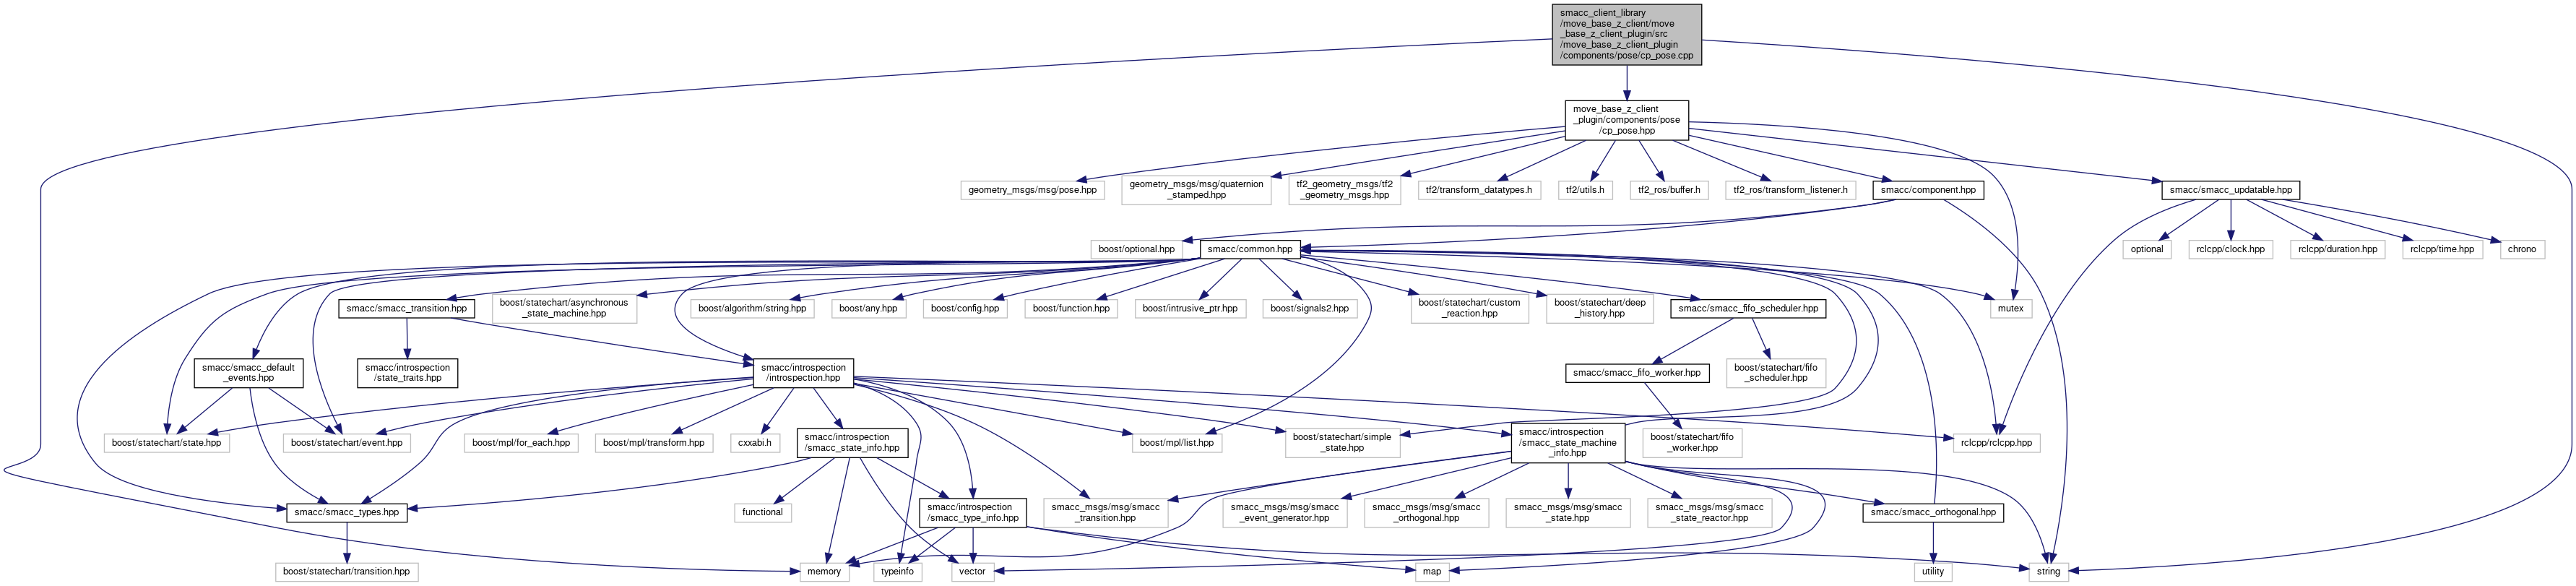 smacc_client_library
/move_base_z_client/move
_base_z_client_plugin/src
/move_base_z_client_plugin
/components/pose/cp_pose.cpp
move_base_z_client
_plugin/components/pose
/cp_pose.hpp
geometry_msgs/msg/pose.hpp
geometry_msgs/msg/quaternion
_stamped.hpp
tf2_geometry_msgs/tf2
_geometry_msgs.hpp
tf2/transform_datatypes.h
tf2/utils.h
tf2_ros/buffer.h
tf2_ros/transform_listener.h
smacc/component.hpp
smacc/smacc_updatable.hpp
boost/optional.hpp
smacc/common.hpp
optional
rclcpp/clock.hpp
rclcpp/duration.hpp
rclcpp/time.hpp
chrono
smacc/smacc_transition.hpp
boost/statechart/asynchronous
_state_machine.hpp
boost/algorithm/string.hpp
boost/any.hpp
boost/config.hpp
boost/function.hpp
boost/intrusive_ptr.hpp
boost/signals2.hpp
boost/statechart/custom
_reaction.hpp
boost/statechart/deep
_history.hpp
smacc/smacc_fifo_scheduler.hpp
mutex
smacc/smacc_default
_events.hpp
smacc/introspection
/state_traits.hpp
smacc/introspection
/introspection.hpp
smacc/smacc_fifo_worker.hpp
boost/statechart/fifo
_scheduler.hpp
boost/statechart/state.hpp
boost/statechart/event.hpp
boost/mpl/for_each.hpp
boost/mpl/transform.hpp
cxxabi.h
smacc/introspection
/smacc_state_info.hpp
boost/mpl/list.hpp
boost/statechart/simple
_state.hpp
smacc/introspection
/smacc_state_machine
_info.hpp
boost/statechart/fifo
_worker.hpp
rclcpp/rclcpp.hpp
smacc/smacc_types.hpp
functional
smacc/introspection
/smacc_type_info.hpp
smacc_msgs/msg/smacc
_transition.hpp
smacc_msgs/msg/smacc
_event_generator.hpp
smacc_msgs/msg/smacc
_orthogonal.hpp
smacc_msgs/msg/smacc
_state.hpp
smacc_msgs/msg/smacc
_state_reactor.hpp
smacc/smacc_orthogonal.hpp
boost/statechart/transition.hpp
memory
typeinfo
vector
map
utility
string